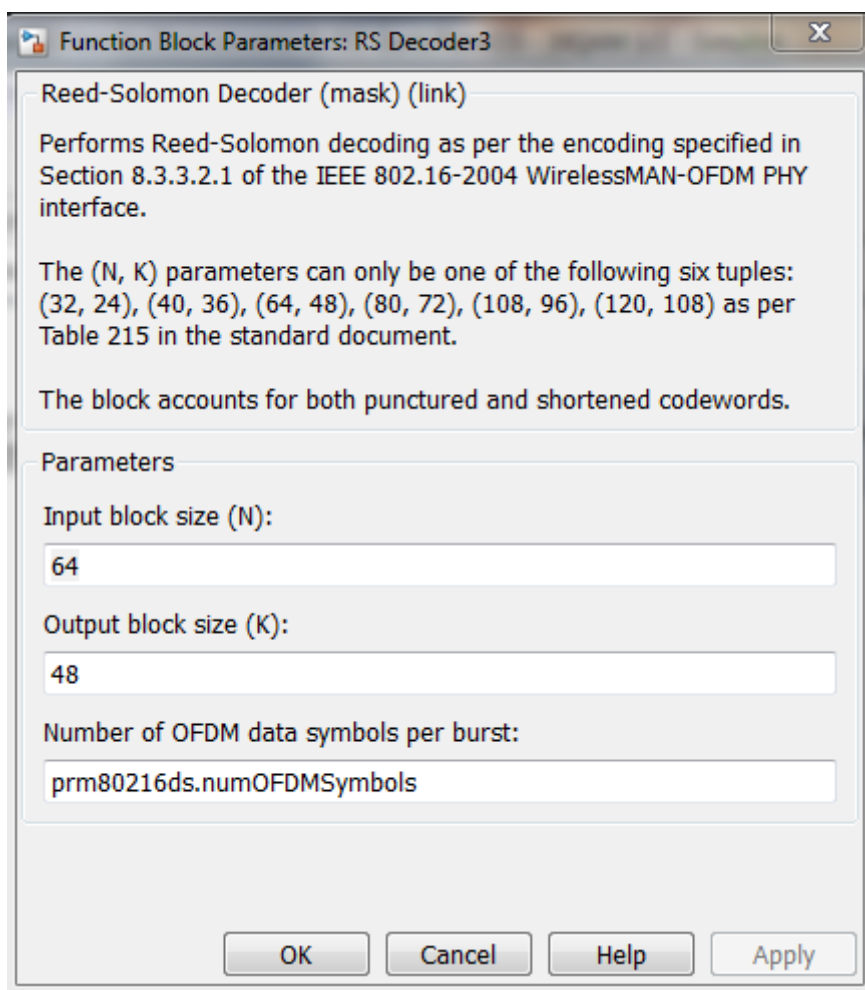 Function Block Parameters: RS Decoder3
Reed-Solomon Decoder (mask) (link)
Performs Reed-Solomon decoding as per the encoding specified in
Section 8.3.3.2.1 of the IEEE 802.16-2004 WirelessMAN-OFDM PHY
interface.
The (N, K) parameters can only be one of the following six tuples:
(32, 24), (40, 36), (64, 48), (80, 72), (108, 96), (120, 108) as per
Table 215 in the standard document.
The block accounts for both punctured and shortened codewords.
Parameters
Input block size (N):
64
Output block size (K):
48
Number of OFDM data symbols per burst:
prm80216ds.numOFDMSymbols
OK Cancel Help Apply